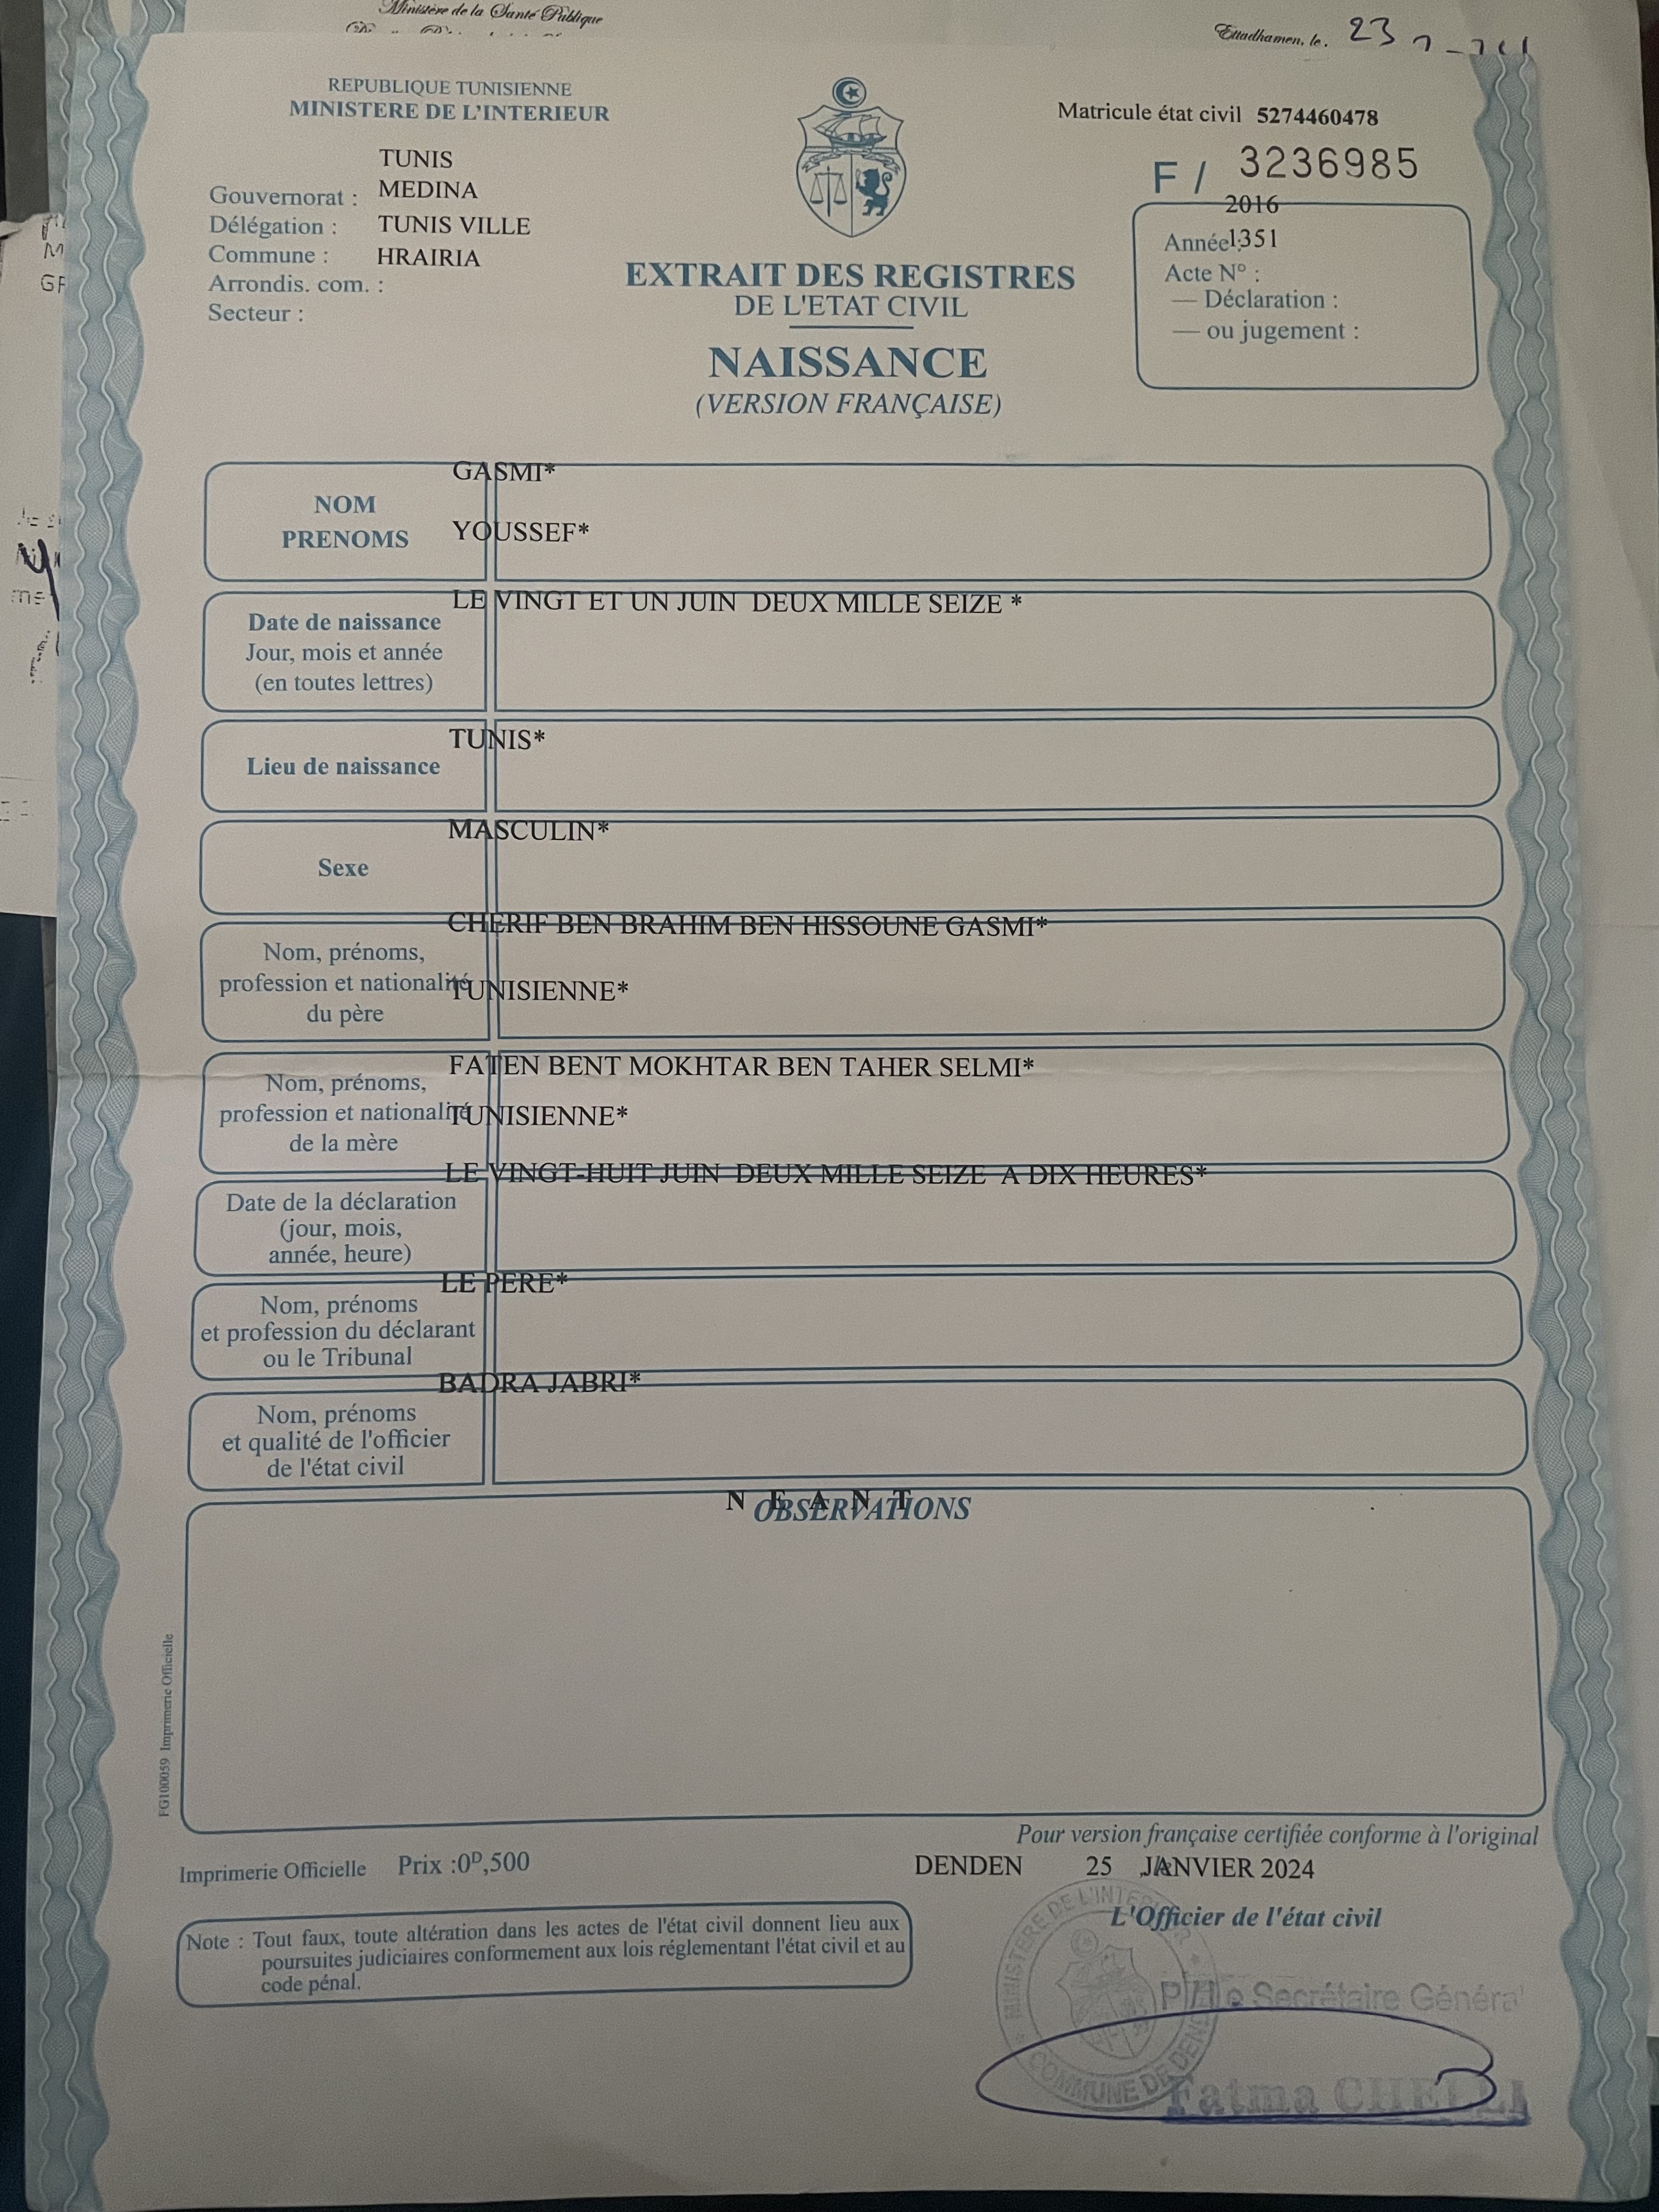 Ministère de la Santé Publique
Ettadhamen, le. 23
REPUBLIQUE TUNISIENNE
MINISTERE DE L'INTERIEUR
Matricule état civil 5274460478
F / 3236985
TUNIS
Gouvernorat : MEDINA
Délégation : TUNIS VILLE
Commune : HRAIRIA
Arrondis. com. :
Secteur :
2016
Année : 1351
Acte N° :
— Déclaration :
— ou jugement :
EXTRAIT DES REGISTRES
DE L'ETAT CIVIL
NAISSANCE
(VERSION FRANÇAISE)
GASMI*
NOM
PRENOMS
YOUSSEF*
LE VINGT ET UN JUIN DEUX MILLE SEIZE *
Date de naissance
Jour, mois et année
(en toutes lettres)
TUNIS*
Lieu de naissance
MASCULIN*
Sexe
CHERIF BEN BRAHIM BEN HISSOUNE GASMI*
Nom, prénoms,
profession et nationalité
du père
TUNISIENNE*
FATEN BENT MOKHTAR BEN TAHER SELMI*
Nom, prénoms,
profession et nationalité
de la mère
TUNISIENNE*
LE VINGT-HUIT JUIN DEUX MILLE SEIZE A DIX HEURES*
Date de la déclaration
(jour, mois,
année, heure)
LE PERE*
Nom, prénoms
et profession du déclarant
ou le Tribunal
BADRA JABRI*
Nom, prénoms
et qualité de l'officier
de l'état civil
N E A N T
OBSERVATIONS
FG100059 Imprimerie Officielle
Pour version française certifiée conforme à l'original
Imprimerie Officielle Prix :0ᴰ,500
DENDEN 25 JANVIER 2024
L'Officier de l'état civil
Note : Tout faux, toute altération dans les actes de l'état civil donnent lieu aux
poursuites judiciaires conformement aux lois réglementant l'état civil et au
code pénal.
MINISTERE DE L'INTERIEUR
COMMUNE DE DENDEN
P/ le Secrétaire Général
Fatma CHELLI